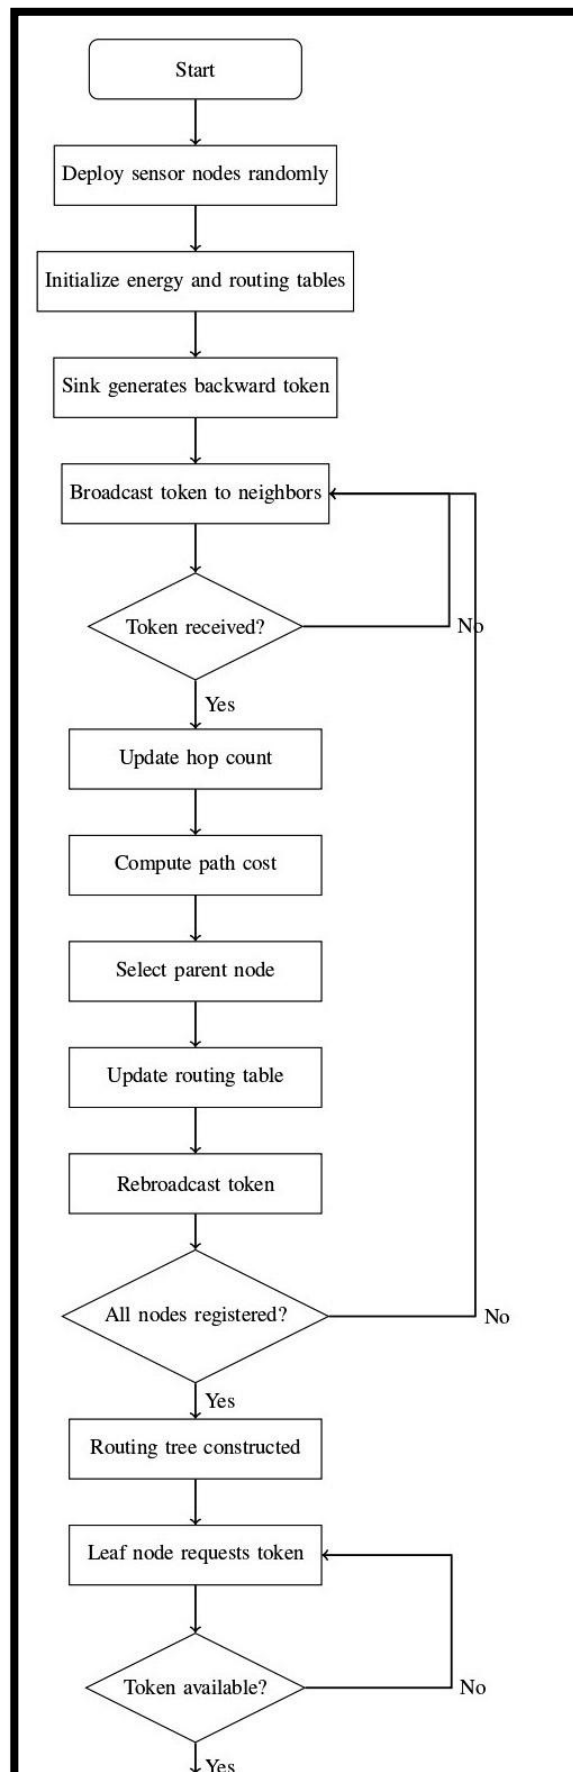 Start
Deploy sensor nodes randomly
Initialize energy and routing tables
Sink generates backward token
Broadcast token to neighbors
Token received?
No
Yes
Update hop count
Compute path cost
Select parent node
Update routing table
Rebroadcast token
All nodes registered?
No
Yes
Routing tree constructed
Leaf node requests token
Token available?
No
Yes